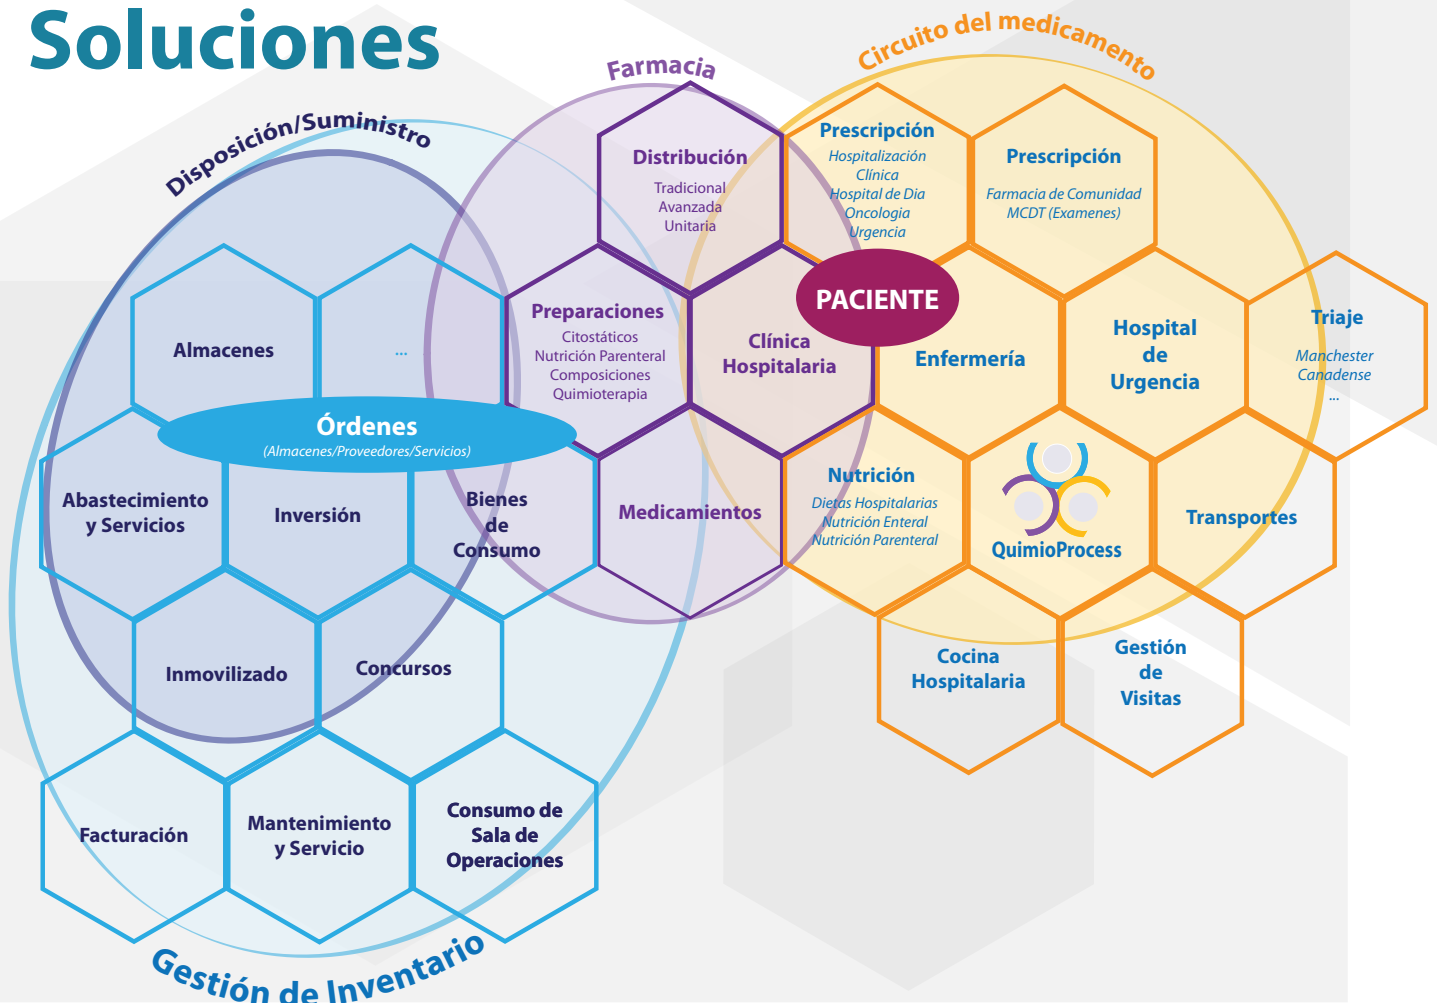 Soluciones
Disposición/Suministro
Farmacia
Circuito del medicamento
Distribución
Tradicional
Avanzada
Unitaria
Prescripción
Hospitalización
Clínica
Hospital de Dia
Oncologia
Urgencia
Prescripción
Farmacia de Comunidad
MCDT (Examenes)
PACIENTE
Almacenes
...
Preparaciones
Citostáticos
Nutrición Parenteral
Composiciones
Quimioterapia
Clínica
Hospitalaria
Enfermería
Hospital
de
Urgencia
Triaje
Manchester
Canadense
...
Órdenes
(Almacenes/Proveedores/Servicios)
Abastecimiento
y Servicios
Inversión
Bienes
de
Consumo
Medicamientos
Nutrición
Dietas Hospitalarias
Nutrición Enteral
Nutrición Parenteral
QuimioProcess
Transportes
Inmovilizado
Concursos
Cocina
Hospitalaria
Gestión
de
Visitas
Facturación
Mantenimiento
y Servicio
Consumo de
Sala de
Operaciones
Gestión de Inventario